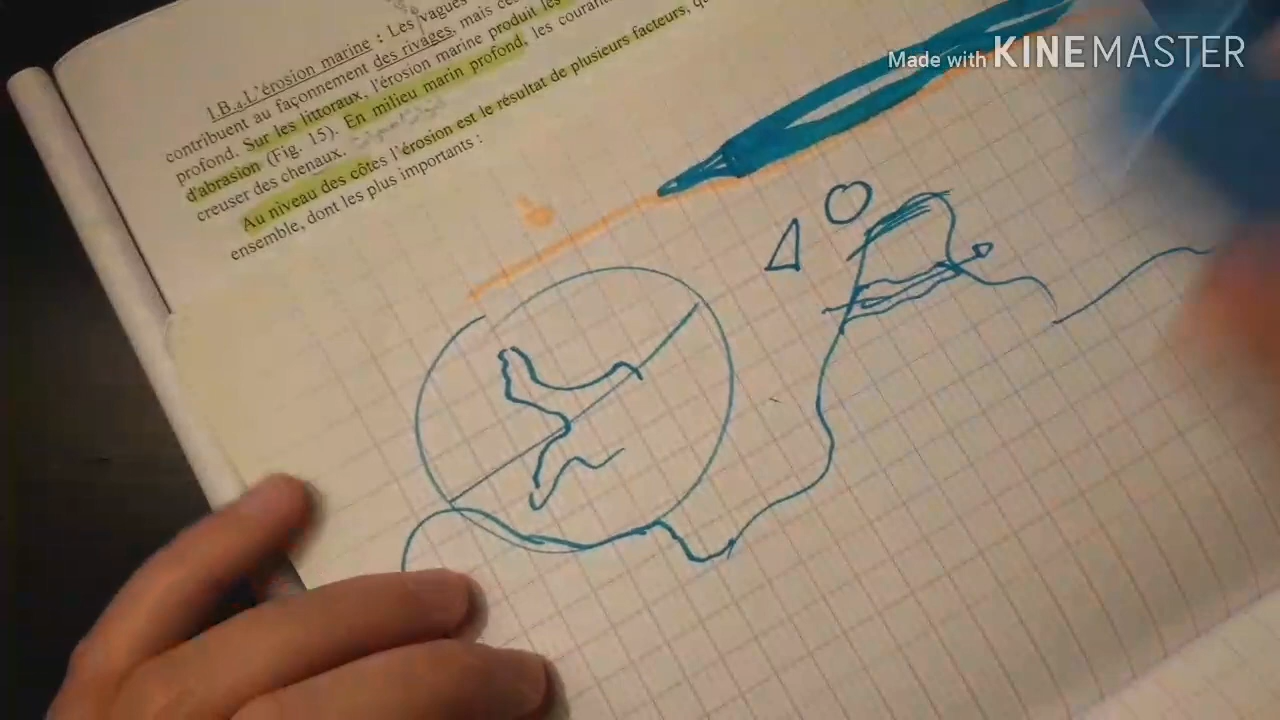 1.B.4.L'érosion marine : Les vagues
contribuent au façonnement des rivages, mais
profond. Sur les littoraux, l'érosion marine produit les
d'abrasion (Fig. 15). En milieu marin profond, les courants
creuser des chenaux.
Au niveau des côtes l'érosion est le résultat de plusieurs facteurs,
ensemble, dont les plus importants :
Made with KINEMASTER